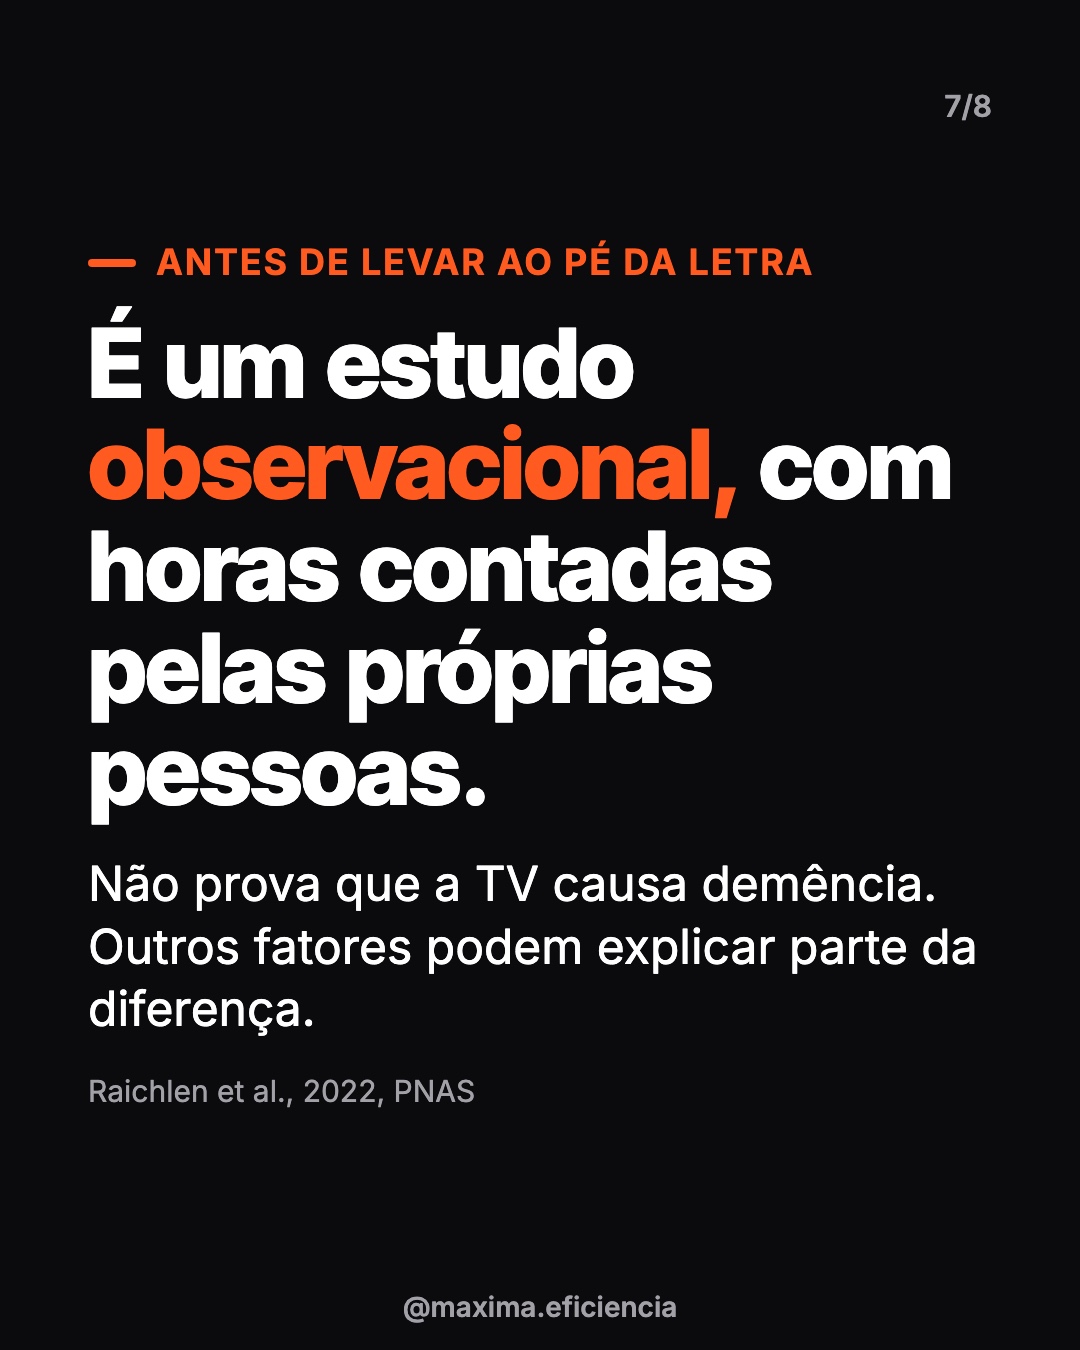 7/8
ANTES DE LEVAR AO PÉ DA LETRA
É um estudo
observacional, com
horas contadas
pelas próprias
pessoas.
Não prova que a TV causa demência.
Outros fatores podem explicar parte da
diferença.
Raichlen et al., 2022, PNAS
@maxima.eficiencia